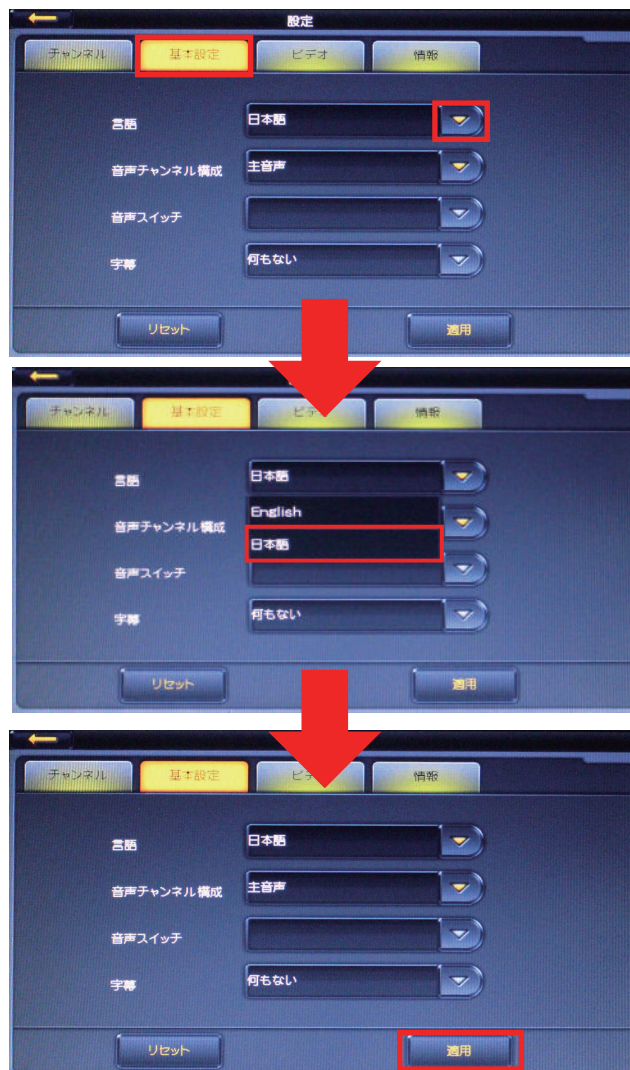 設定
チャンネル 基本設定 ビデオ 情報
言語 日本語
音声チャンネル構成 主音声
音声スイッチ
字幕 何もない
リセット 適用
チャンネル 基本設定 ビデ 情報
言語 日本語
English
音声チャンネル構成
日本語
音声スイッチ
字幕 何もない
リセット 適用
チャンネル 基本設定 ビデ 情報
言語 日本語
音声チャンネル構成 主音声
音声スイッチ
字幕 何もない
リセット 適用